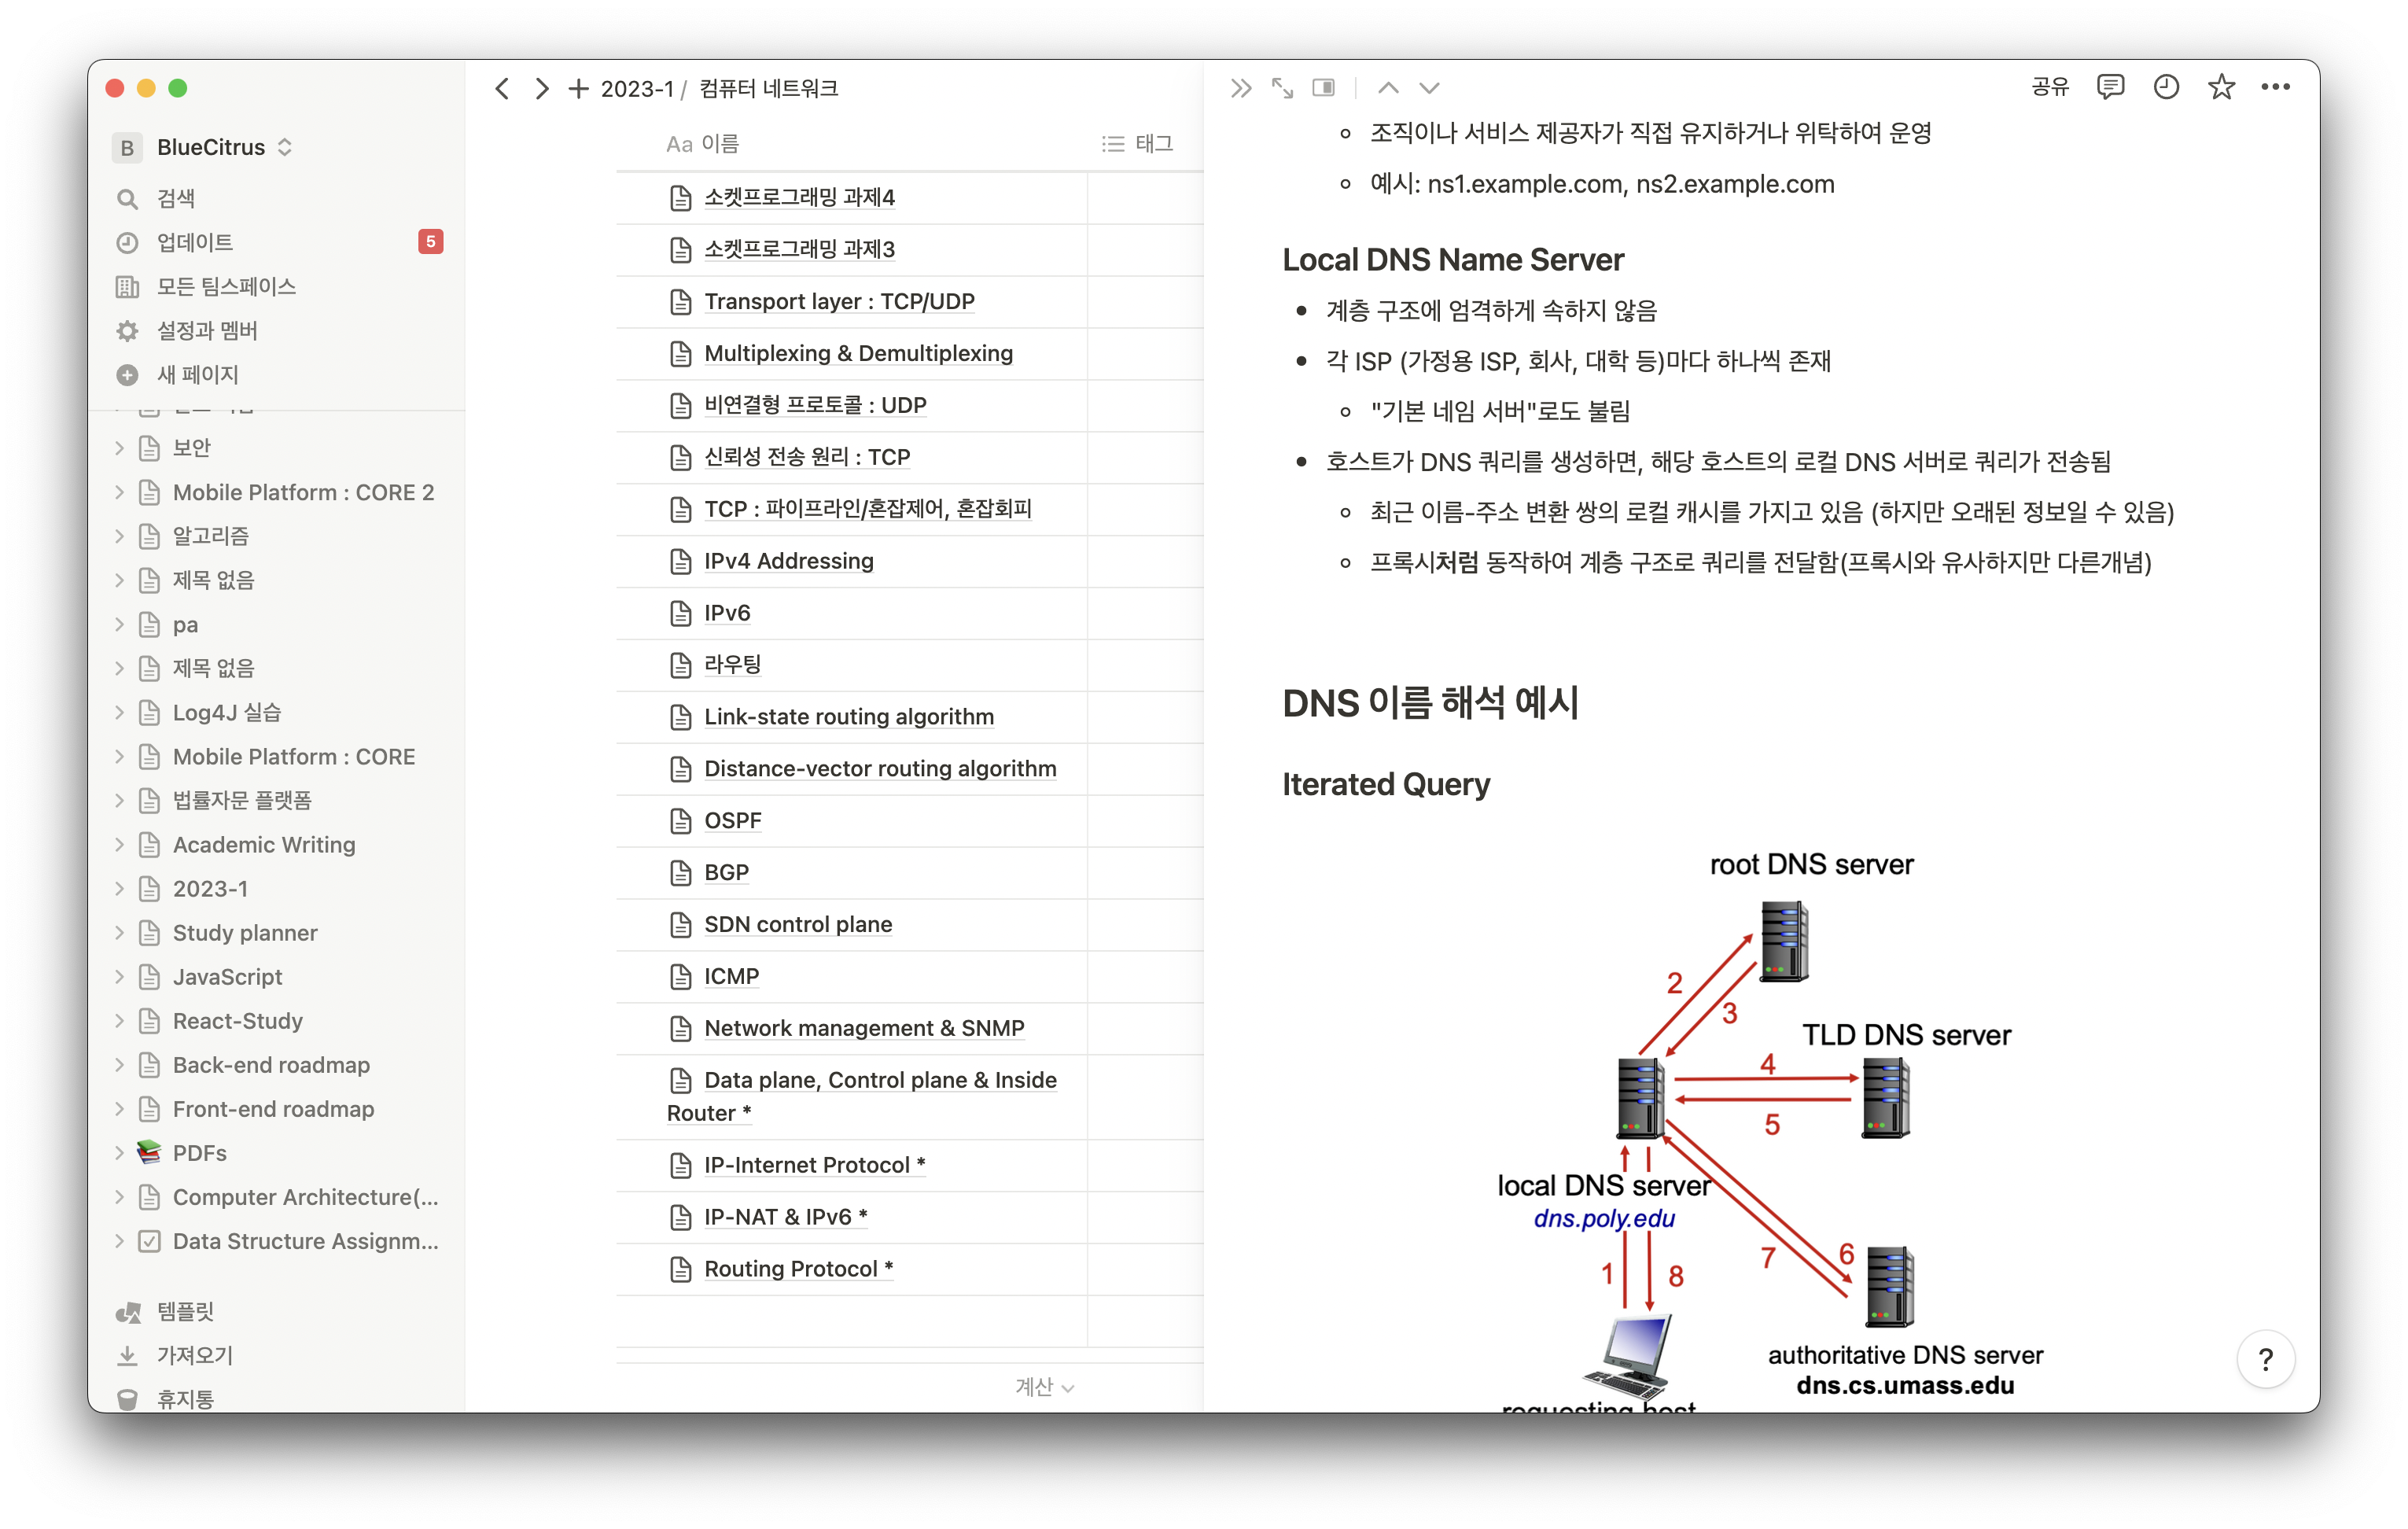 BlueCitrus
B
검색
업데이트
5
모든 팀스페이스
설정과 멤버
새 페이지
보안
Mobile Platform : CORE 2
알고리즘
제목 없음
pa
제목 없음
Log4J 실습
Mobile Platform : CORE
법률자문 플랫폼
Academic Writing
2023-1
Study planner
JavaScript
React-Study
Back-end roadmap
Front-end roadmap
PDFs
Computer Architecture(...
Data Structure Assignm...
템플릿
가져오기
휴지통
2023-1 / 컴퓨터 네트워크
Aa 이름
태그
소켓프로그래밍 과제4
소켓프로그래밍 과제3
Transport layer : TCP/UDP
Multiplexing & Demultiplexing
비연결형 프로토콜 : UDP
신뢰성 전송 원리 : TCP
TCP : 파이프라인/혼잡제어, 혼잡회피
IPv4 Addressing
IPv6
라우팅
Link-state routing algorithm
Distance-vector routing algorithm
OSPF
BGP
SDN control plane
ICMP
Network management & SNMP
Data plane, Control plane & Inside
Router *
IP-Internet Protocol *
IP-NAT & IPv6 *
Routing Protocol *
계산
공유
조직이나 서비스 제공자가 직접 유지하거나 위탁하여 운영
예시: ns1.example.com, ns2.example.com
Local DNS Name Server
계층 구조에 엄격하게 속하지 않음
각 ISP (가정용 ISP, 회사, 대학 등)마다 하나씩 존재
"기본 네임 서버"로도 불림
호스트가 DNS 쿼리를 생성하면, 해당 호스트의 로컬 DNS 서버로 쿼리가 전송됨
최근 이름-주소 변환 쌍의 로컬 캐시를 가지고 있음 (하지만 오래된 정보일 수 있음)
프록시처럼 동작하여 계층 구조로 쿼리를 전달함(프록시와 유사하지만 다른개념)
DNS 이름 해석 예시
Iterated Query
root DNS server
2
3
TLD DNS server
4
5
local DNS server
dns.poly.edu
6
7
1
8
authoritative DNS server
dns.cs.umass.edu
requesting host
?